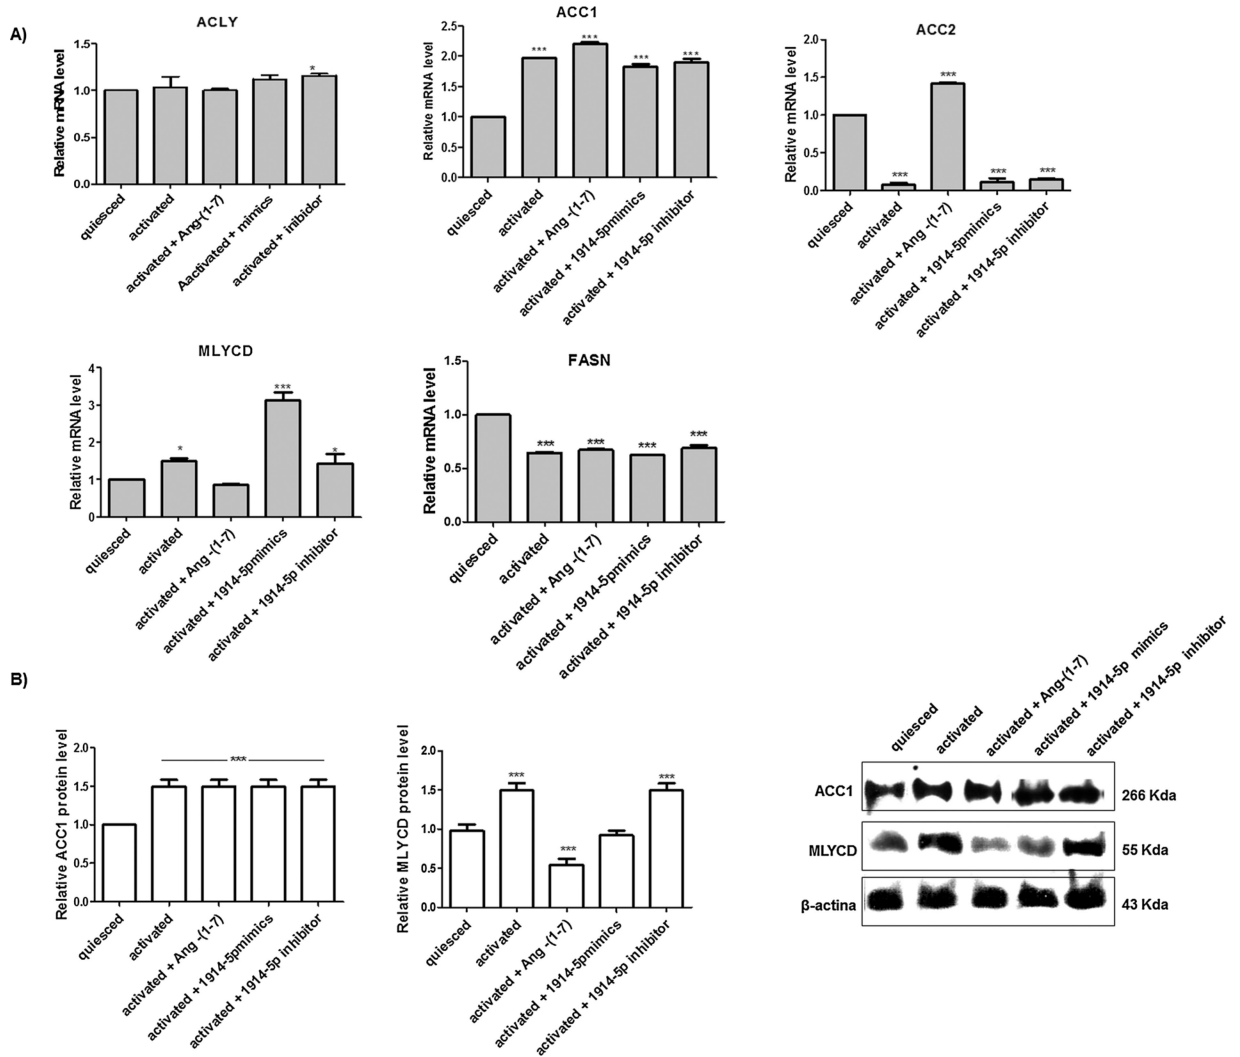 A)
ACLY
Relative mRNA level
1.5
1.0
0.5
0.0
*
quiesced
activated
activated + Ang-(1-7)
Aactivated + mimics
activated + inibidor
ACC1
Relative mRNA level
2.5
2.0
1.5
1.0
0.5
0.0
*** *** *** ***
quiesced
activated
activated + Ang -(1-7)
activated + 1914-5pmimics
activated + 1914-5p inhibitor
ACC2
Relative mRNA level
2.0
1.5
1.0
0.5
0.0
*** *** *** ***
quiesced
activated
activated + Ang -(1-7)
activated + 1914-5pmimics
activated + 1914-5p inhibitor
MLYCD
Relative mRNA level
4
3
2
1
0
* *** *
quiesced
activated
activated + Ang -(1-7)
activated + 1914-5pmimics
activated + 1914-5p inhibitor
FASN
Relative mRNA level
1.5
1.0
0.5
0.0
*** *** *** ***
quiesced
activated
activated + Ang -(1-7)
activated + 1914-5pmimics
activated + 1914-5p inhibitor
B)
Relative ACC1 protein level
2.0
1.5
1.0
0.5
0.0
***
quiesced
activated
activated + Ang -(1-7)
activated + 1914-5pmimics
activated + 1914-5p inhibitor
Relative MLYCD protein level
2.0
1.5
1.0
0.5
0.0
*** *** ***
quiesced
activated
activated + Ang -(1-7)
activated + 1914-5pmimics
activated + 1914-5p inhibitor
quiesced
activated
activated + Ang-(1-7)
activated + 1914-5p mimics
activated + 1914-5p inhibitor
ACC1 266 Kda
MLYCD 55 Kda
β-actina 43 Kda